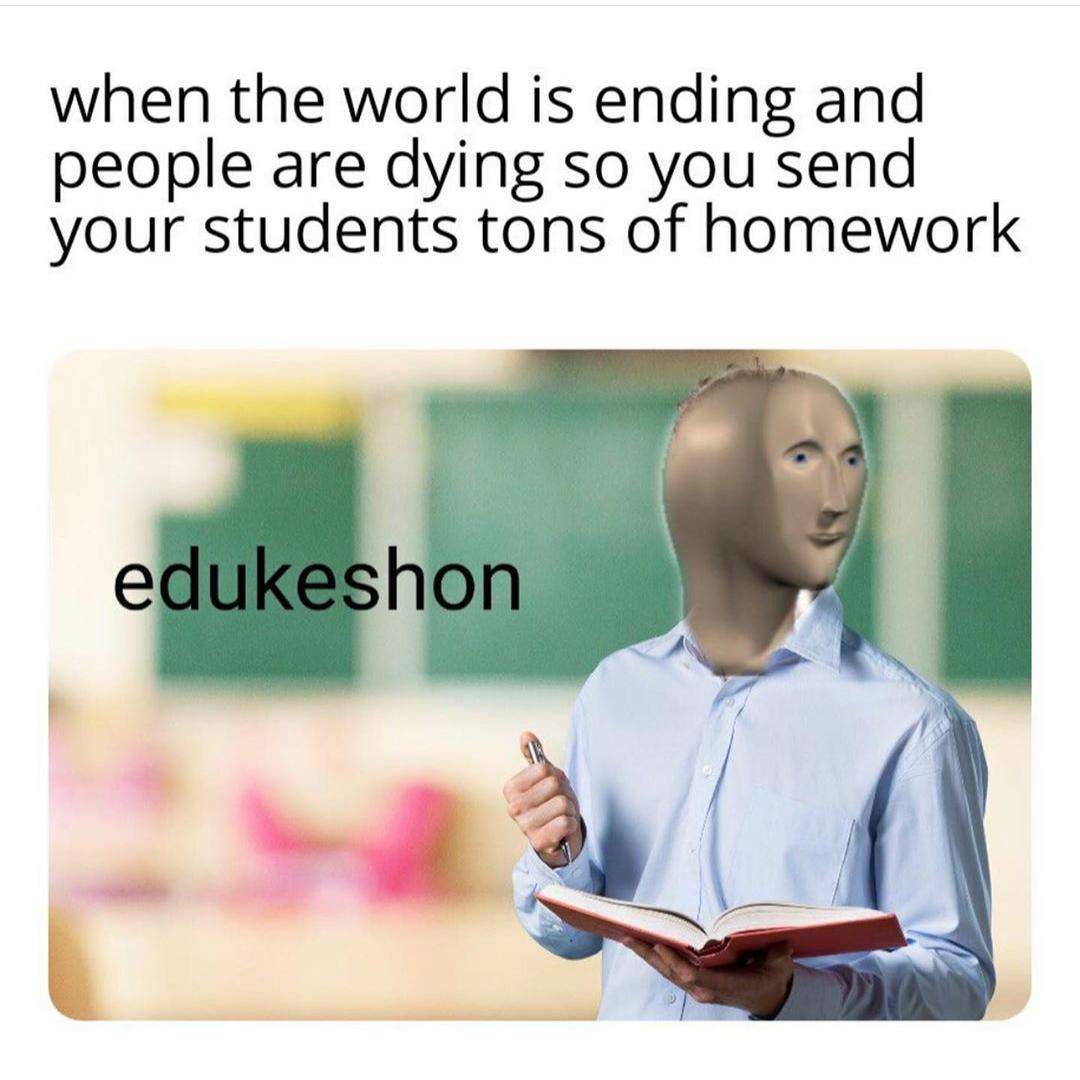 when the world is ending and
people are dying so you send
your students tons of homework
edukeshon